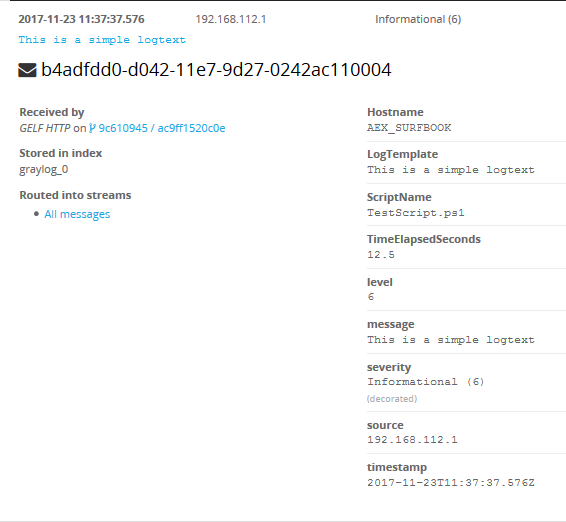 2017-11-23 11:37:37.576 192.168.112.1 Informational (6)
This is a simple logtext
b4adfdd0-d042-11e7-9d27-0242ac110004
Received by
GELF HTTP on 9c610945 / ac9ff1520c0e
Stored in index
graylog_0
Routed into streams
All messages
Hostname
AEX_SURFBOOK
LogTemplate
This is a simple logtext
ScriptName
TestScript.ps1
TimeElapsedSeconds
12.5
level
6
message
This is a simple logtext
severity
Informational (6)
(decorated)
source
192.168.112.1
timestamp
2017-11-23T11:37:37.576Z